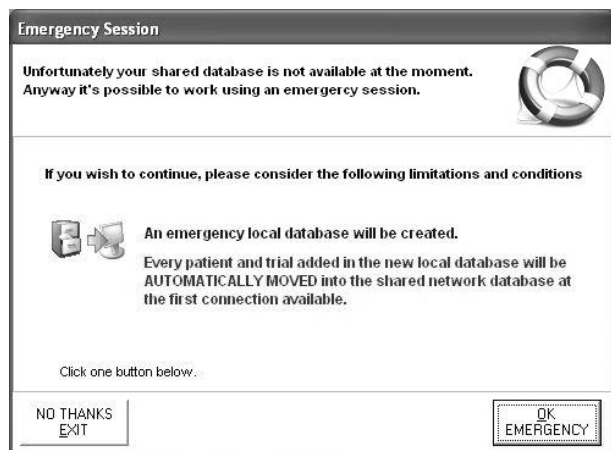 Emergency Session
Unfortunately your shared database is not available at the moment.
Anyway it's possible to work using an emergency session.
If you wish to continue, please consider the following limitations and conditions
An emergency local database will be created.
Every patient and trial added in the new local database will be
AUTOMATICALLY MOVED into the shared network database at
the first connection available.
Click one button below.
NO THANKS
EXIT
OK
EMERGENCY